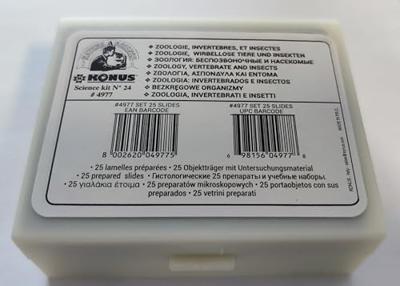 ZOOLOGIE, INVERTEBRES, ET INSECTES
ZOOLOGIE, WIRBELLOSE TIERE UND INSEKTEN
ЗООЛОГИЯ: БЕСПОЗВОНОЧНЫЕ И НАСЕКОМЫЕ
ZOOLOGY, VERTEBRATE AND INSECTS
ΖΩΟΛΟΓΙΑ, ΑΣΠΟΝΔΥΛΑ ΚΑΙ ΕΝΤΟΜΑ
ZOOLOGIA: INVERTEBRADOS E INSECTOS
BEZKRĘGOWE ORGANIZMY
ZOOLOGIA, INVERTEBRATI E INSETTI
KONUS
Science kit N° 24
# 4977
#4977 SET 25 SLIDES
EAN BARCODE
#4977 SET 25 SLIDES
UPC BARCODE
8 002620 049775
6 98156 04977 6
• 25 lamelles préparées • 25 Objektträger mit Untersuchungsmaterial
• 25 prepared slides • Гистологические 25 препараты и учебные наборы.
• 25 γιαλάκια έτοιμα • 25 preparatów mikroskopowych • 25 portaobjetos con sus
preparados • 25 vetrini preparati